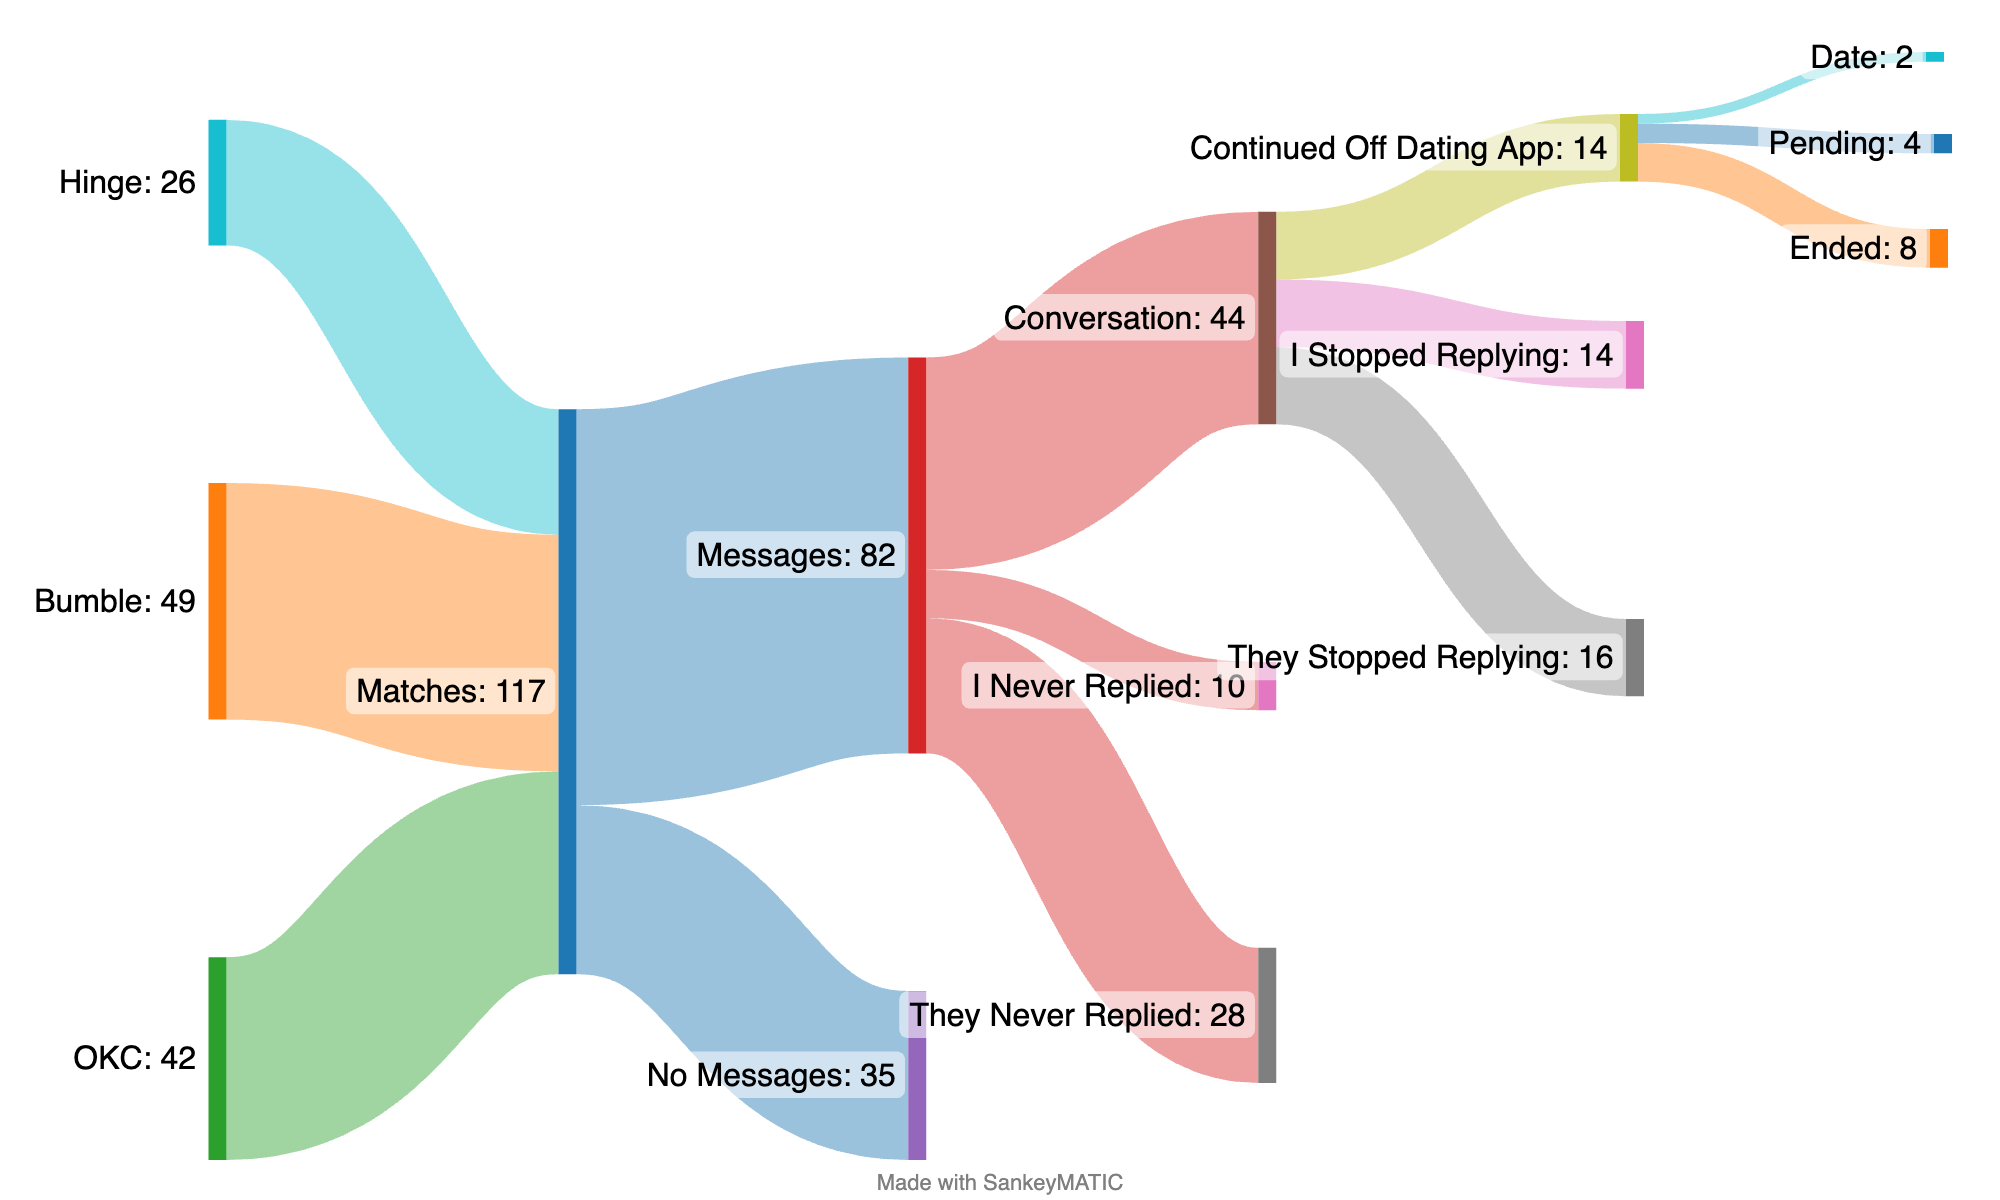 Hinge: 26
Bumble: 49
OKC: 42
Matches: 117
Messages: 82
No Messages: 35
Conversation: 44
I Never Replied: 10
They Never Replied: 28
Continued Off Dating App: 14
I Stopped Replying: 14
They Stopped Replying: 16
Date: 2
Pending: 4
Ended: 8
Made with SankeyMATIC